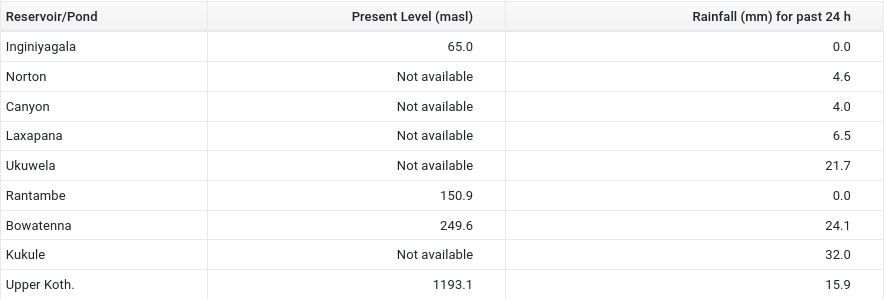 Reservoir/Pond Present Level (masl) Rainfall (mm) for past 24 h
Inginiyagala 65.0 0.0
Norton Not available 4.6
Canyon Not available 4.0
Laxapana Not available 6.5
Ukuwela Not available 21.7
Rantambe 150.9 0.0
Bowatenna 249.6 24.1
Kukule Not available 32.0
Upper Koth. 1193.1 15.9